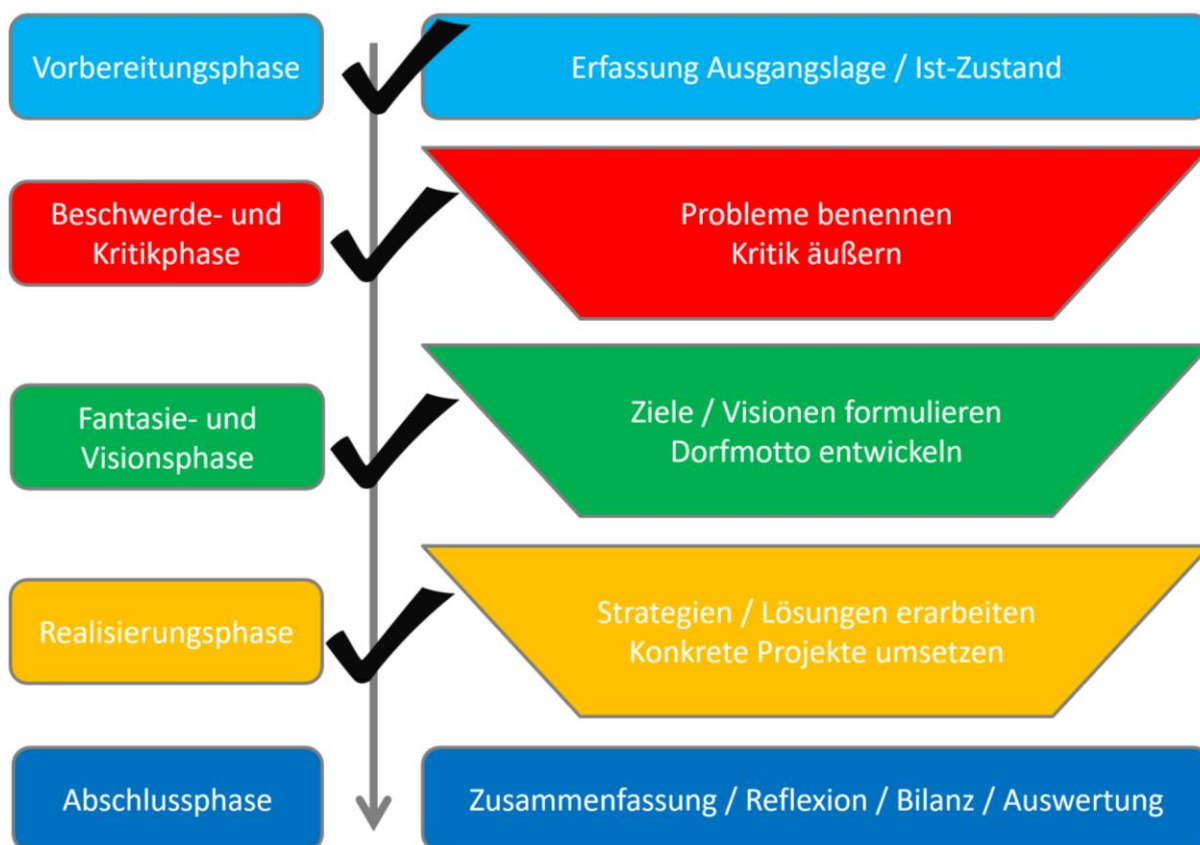 Vorbereitungsphase
Erfassung Ausgangslage / Ist-Zustand
Beschwerde- und
Kritikphase
Probleme benennen
Kritik äußern
Fantasie- und
Visionsphase
Ziele / Visionen formulieren
Dorfmotto entwickeln
Realisierungsphase
Strategien / Lösungen erarbeiten
Konkrete Projekte umsetzen
Abschlussphase
Zusammenfassung / Reflexion / Bilanz / Auswertung